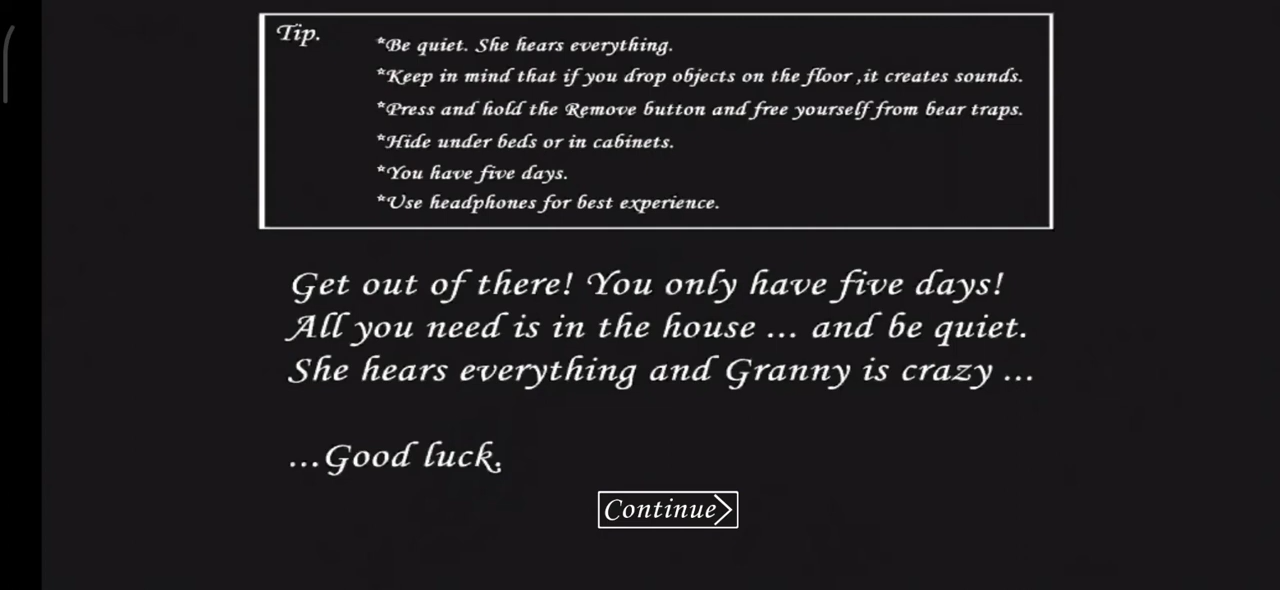 Tip.
*Be quiet. She hears everything.
*Keep in mind that if you drop objects on the floor ,it creates sounds.
*Press and hold the Remove button and free yourself from bear traps.
*Hide under beds or in cabinets.
*You have five days.
*Use headphones for best experience.
Get out of there! You only have five days!
All you need is in the house ... and be quiet.
She hears everything and Granny is crazy ...
...Good luck.
Continue